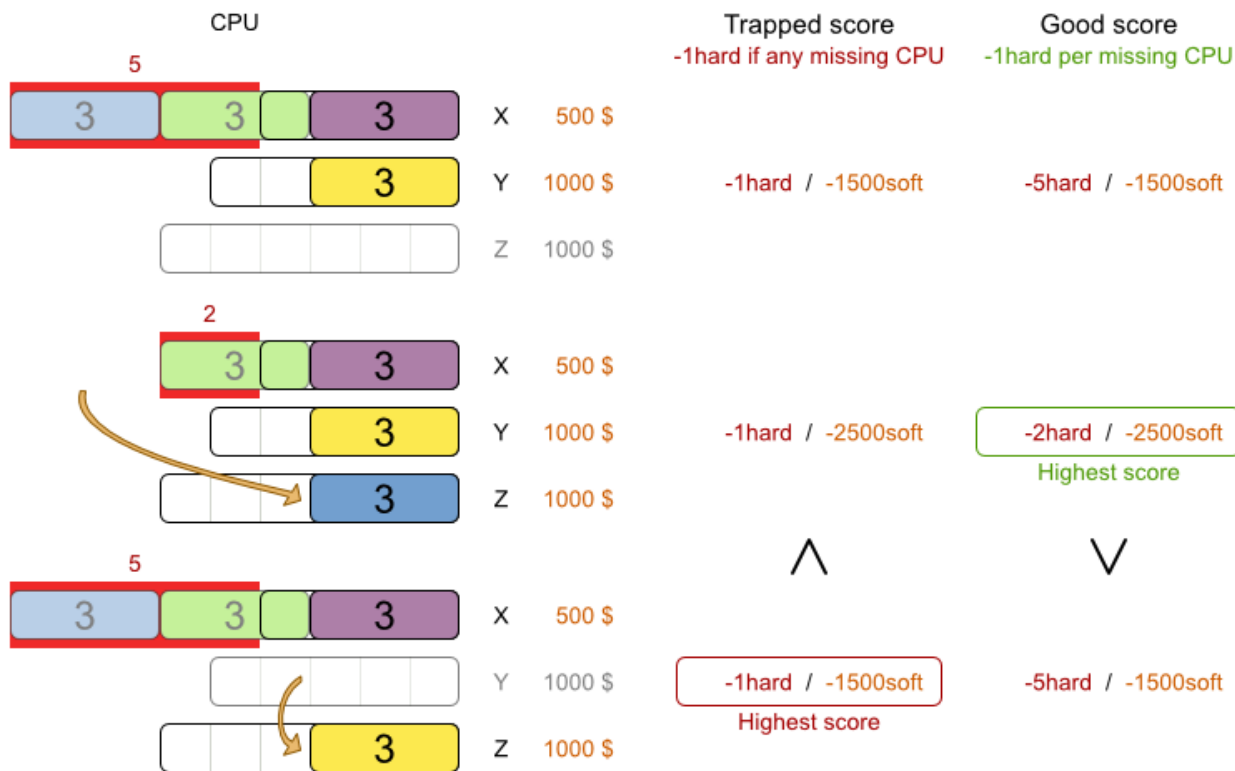 CPU Trapped score Good score
-1hard if any missing CPU -1hard per missing CPU
5
3 3 3 X 500 $
3 Y 1000 $ -1hard / -1500soft -5hard / -1500soft
Z 1000 $
2
3 3 X 500 $
3 Y 1000 $ -1hard / -2500soft -2hard / -2500soft
Highest score
3 Z 1000 $
5
3 3 3 X 500 $
Y 1000 $ -1hard / -1500soft -5hard / -1500soft
Highest score
3 Z 1000 $